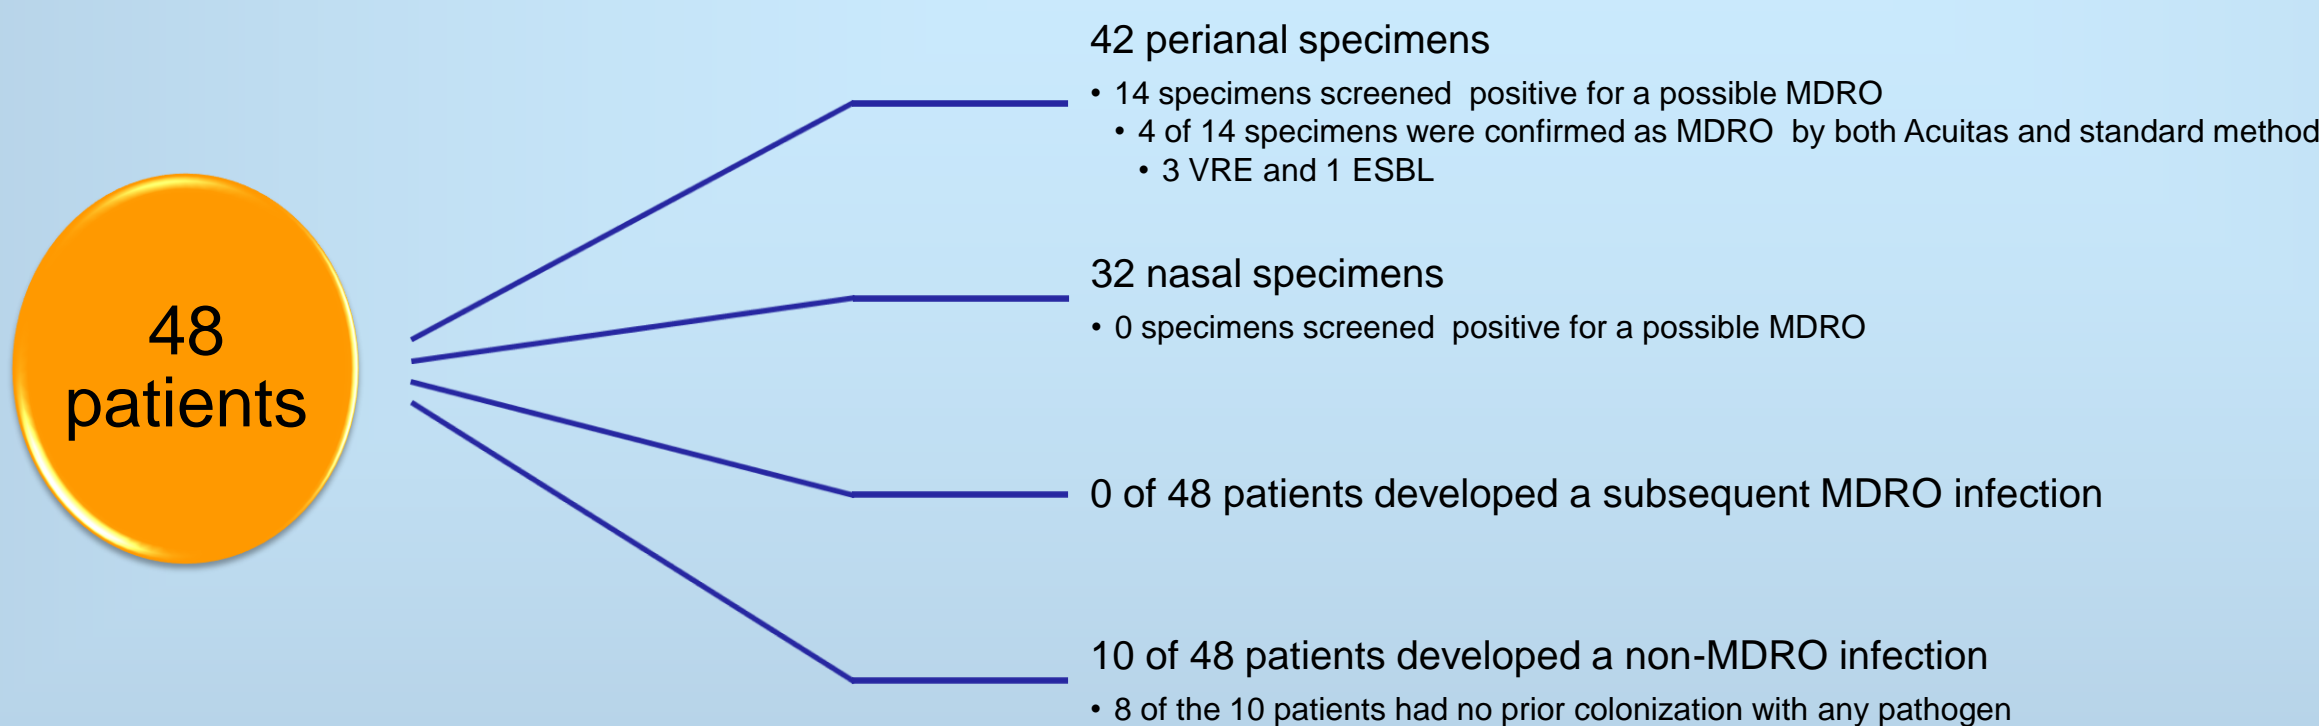 48
patients
42 perianal specimens
• 14 specimens screened  positive for a possible MDRO
• 4 of 14 specimens were confirmed as MDRO  by both Acuitas and standard method
• 3 VRE and 1 ESBL
32 nasal specimens
• 0 specimens screened  positive for a possible MDRO
0 of 48 patients developed a subsequent MDRO infection
10 of 48 patients developed a non-MDRO infection
• 8 of the 10 patients had no prior colonization with any pathogen